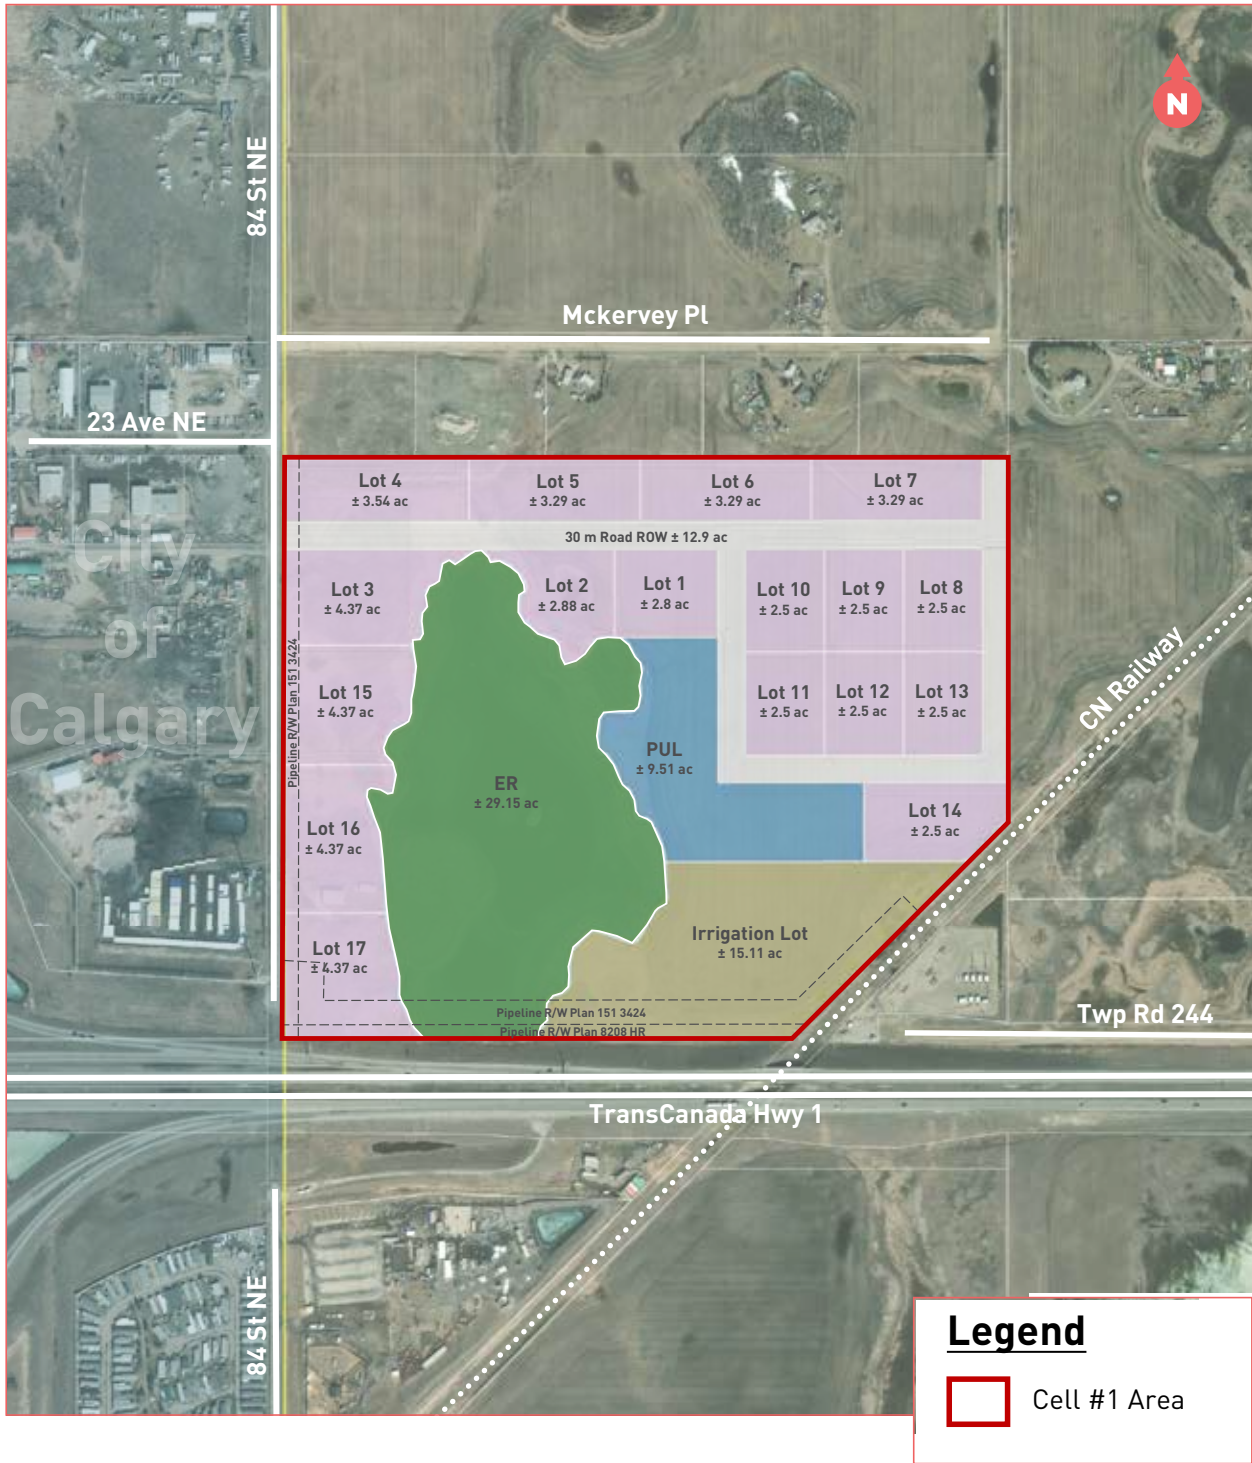 N
84 St NE
Mckervey Pl
23 Ave NE
City
of
Calgary
Lot 4
± 3.54 ac
Lot 5
± 3.29 ac
Lot 6
± 3.29 ac
Lot 7
± 3.29 ac
30 m Road ROW ± 12.9 ac
Lot 3
± 4.37 ac
Lot 2
± 2.88 ac
Lot 1
± 2.8 ac
Lot 10
± 2.5 ac
Lot 9
± 2.5 ac
Lot 8
± 2.5 ac
Pipeline R/W Plan 151 3424
Lot 15
± 4.37 ac
Lot 11
± 2.5 ac
Lot 12
± 2.5 ac
Lot 13
± 2.5 ac
CN Railway
PUL
± 9.51 ac
ER
± 29.15 ac
Lot 16
± 4.37 ac
Lot 14
± 2.5 ac
Irrigation Lot
± 15.11 ac
Lot 17
± 4.37 ac
Pipeline R/W Plan 151 3424
Pipeline R/W Plan 8208 HR
Twp Rd 244
TransCanada Hwy 1
84 St NE
Legend
Cell #1 Area